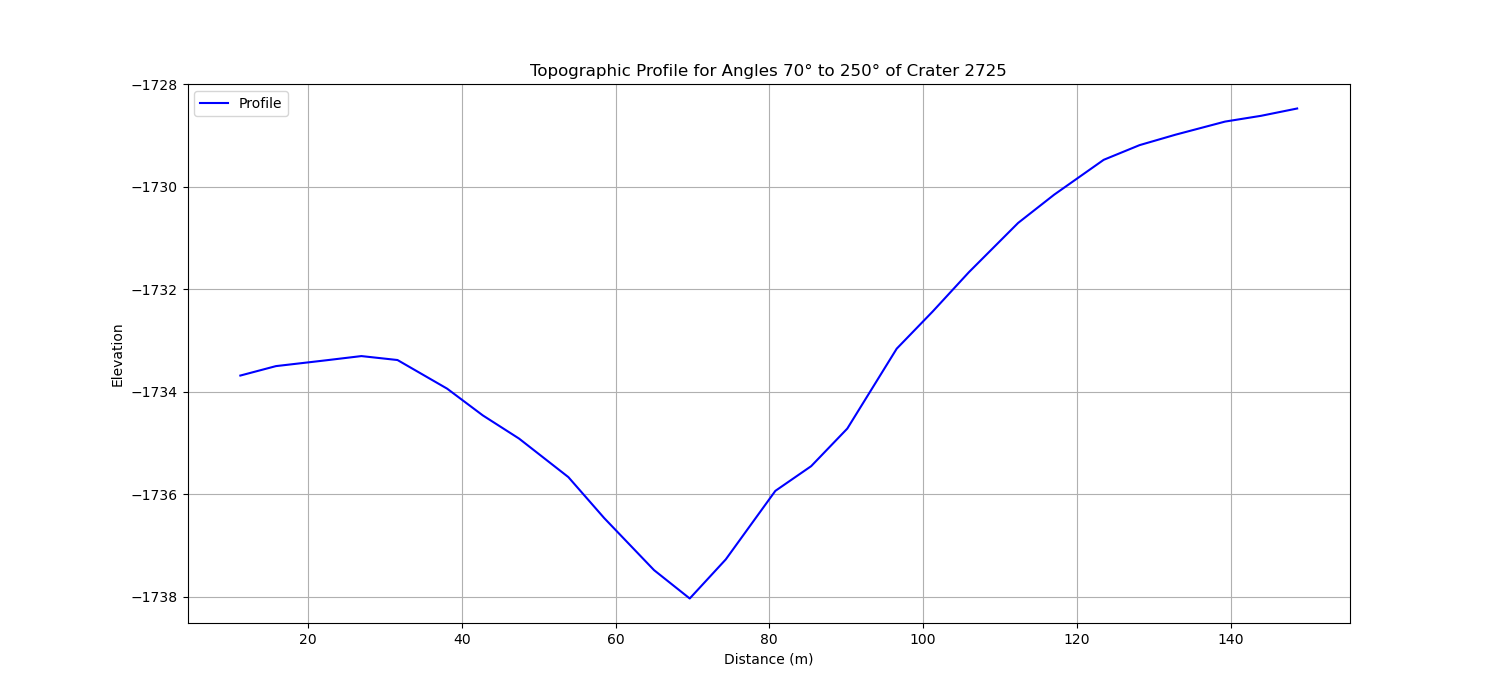 Topographic Profile for Angles 70° to 250° of Crater 2725
Profile
−1728
−1730
−1732
−1734
−1736
−1738
Elevation
20 40 60 80 100 120 140
Distance (m)